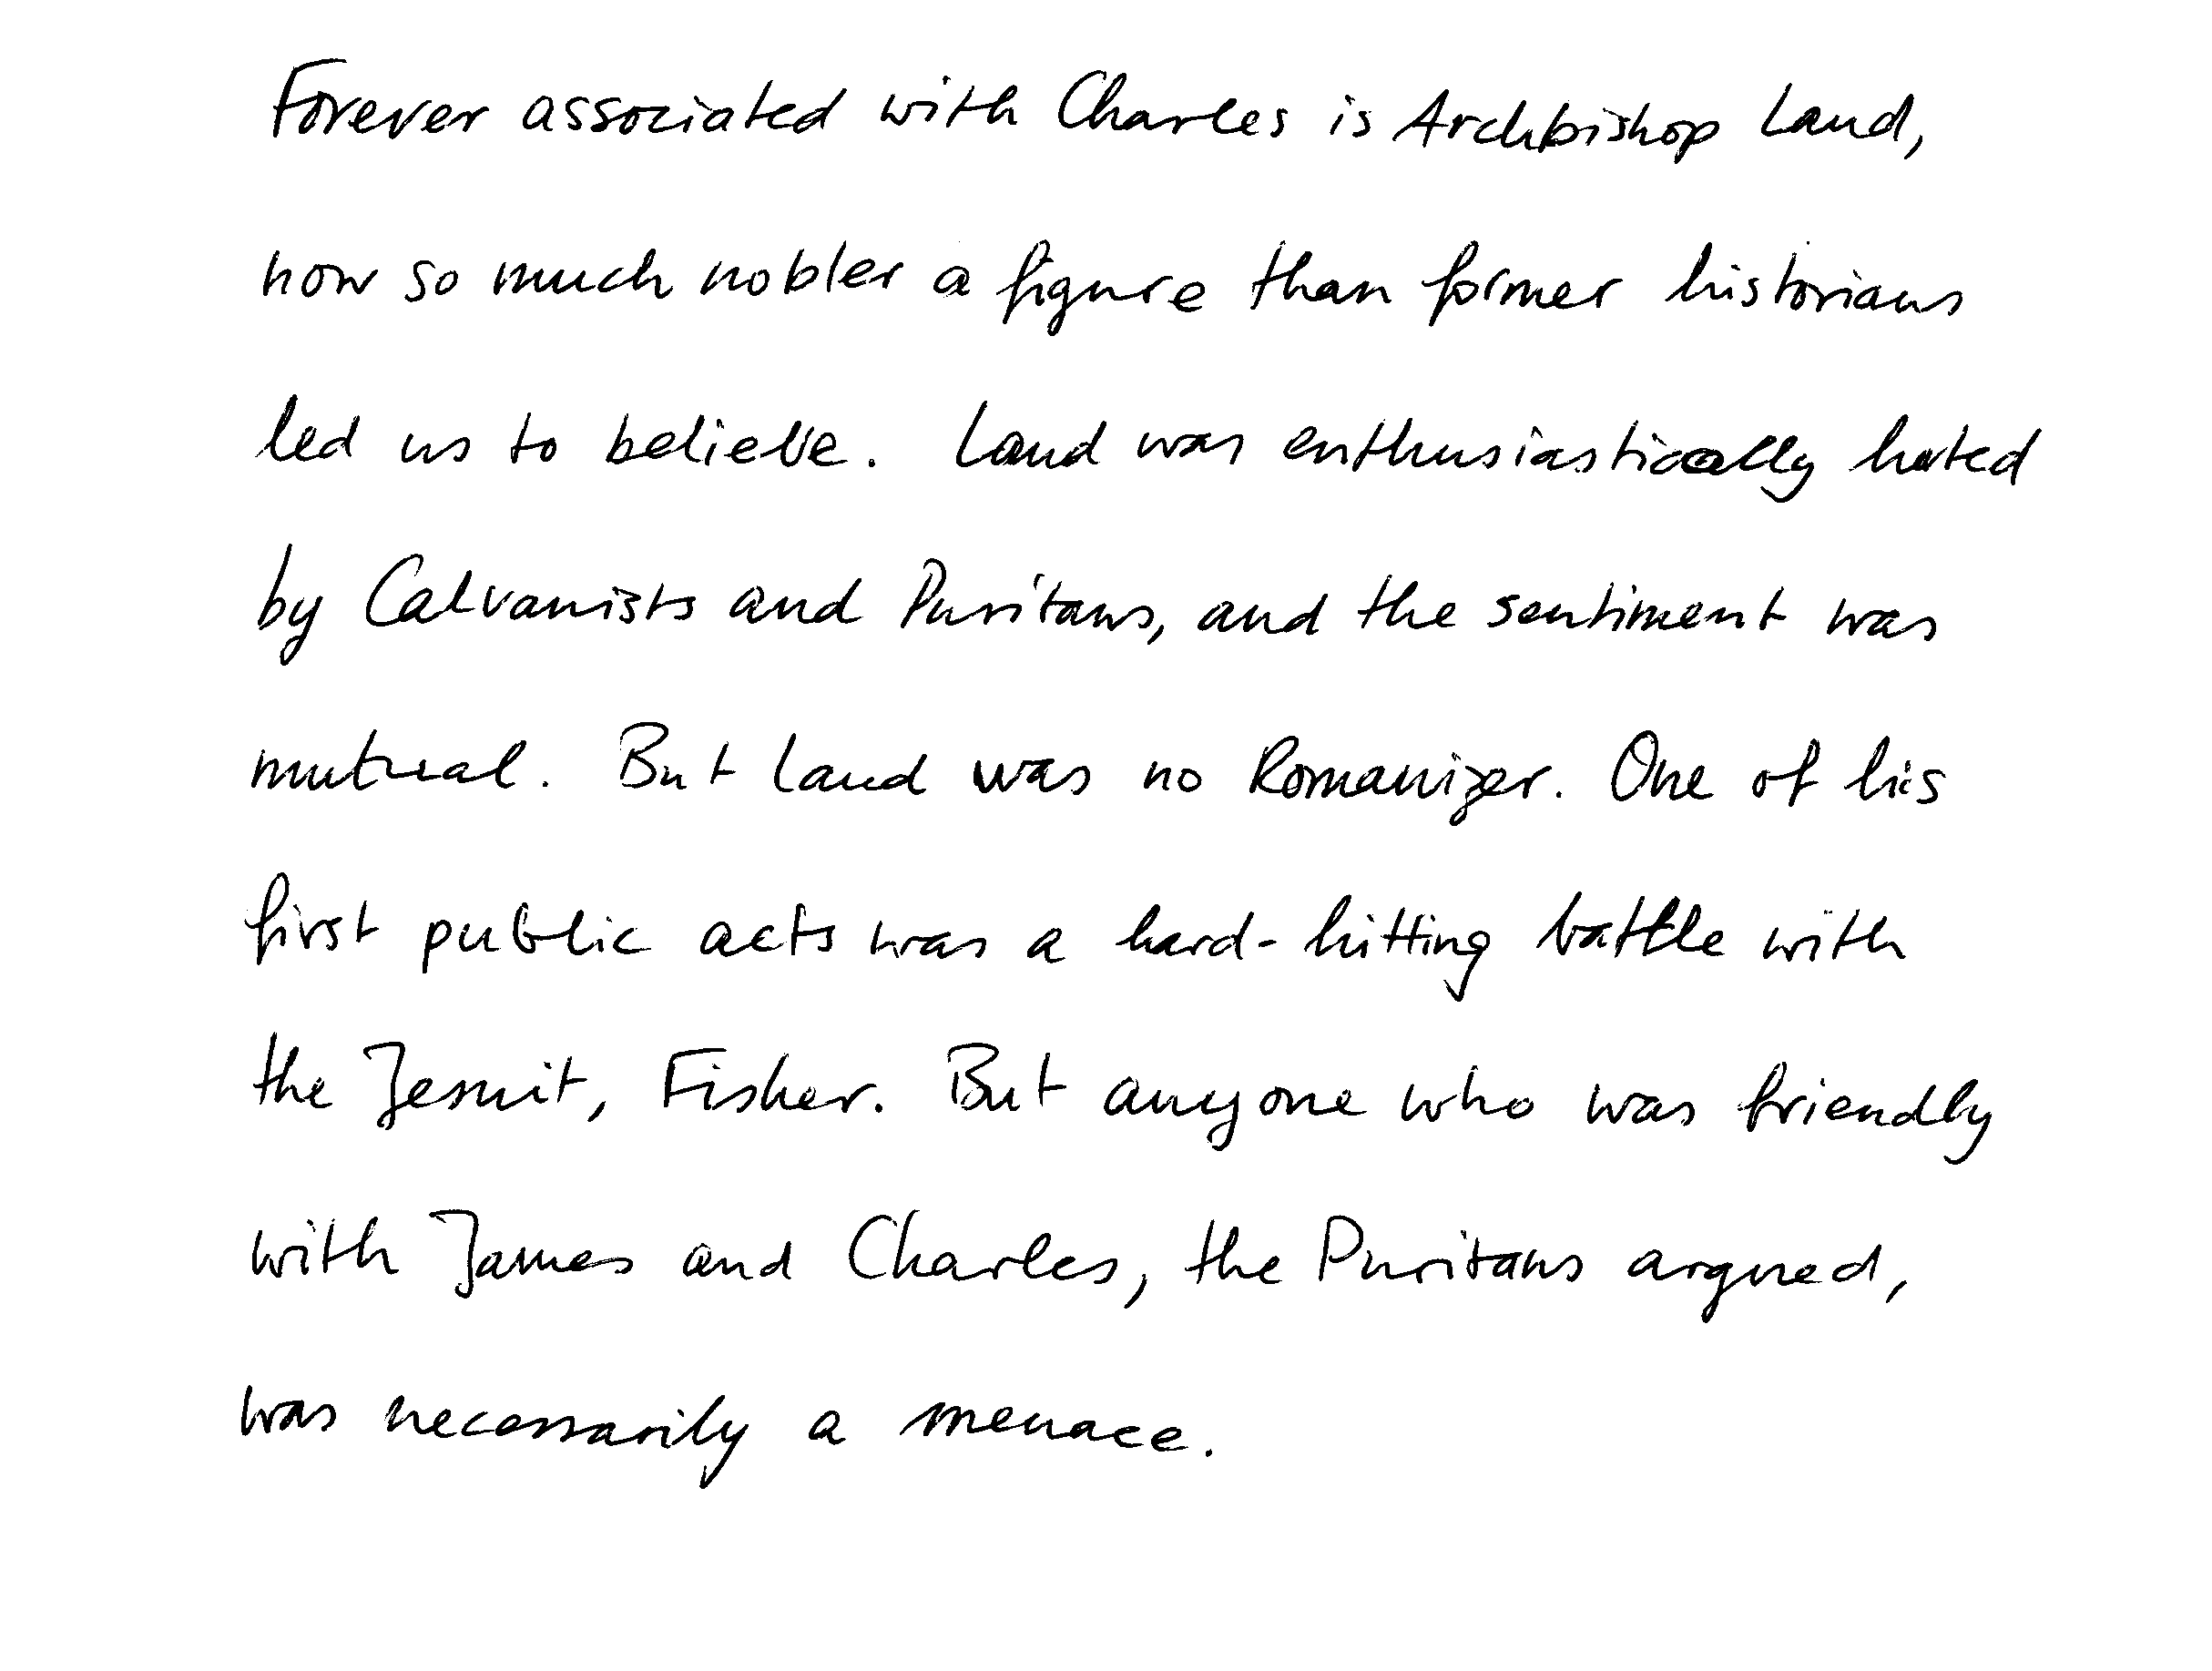 Forever associated with Charles is Archbishop Laud,
now so much nobler a figure than former historians
led us to believe. Laud was enthusiastically hated
by Calvanists and Puritans, and the sentiment was
mutual. But Laud was no Romanizer. One of his
first public acts was a hard-hitting battle with
the Jesuit, Fisher. But anyone who was friendly
with James and Charles, the Puritans argued,
was necessarily a menace.